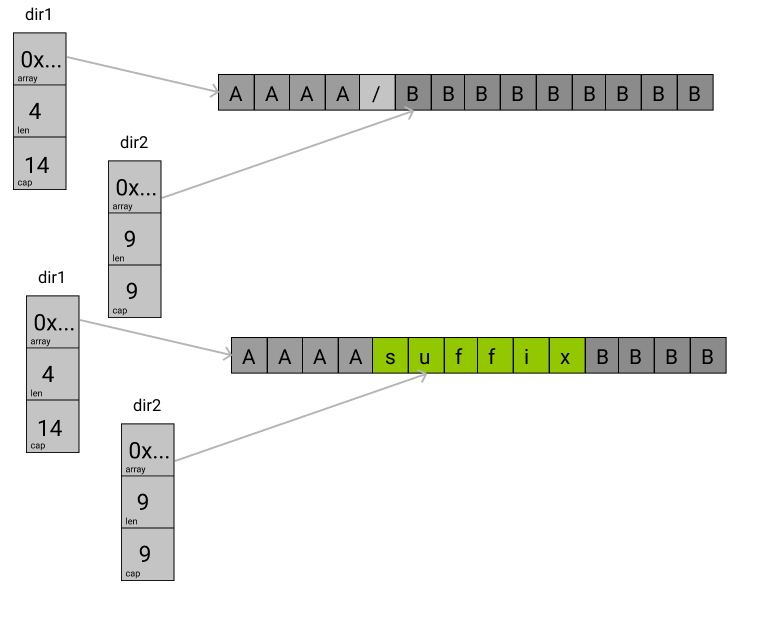 dir1
0x...
array
4
len
14
cap
A A A A / B B B B B B B B B
dir2
0x...
array
9
len
9
cap
dir1
0x...
array
4
len
14
cap
A A A A s u f f i x B B B B
dir2
0x...
array
9
len
9
cap